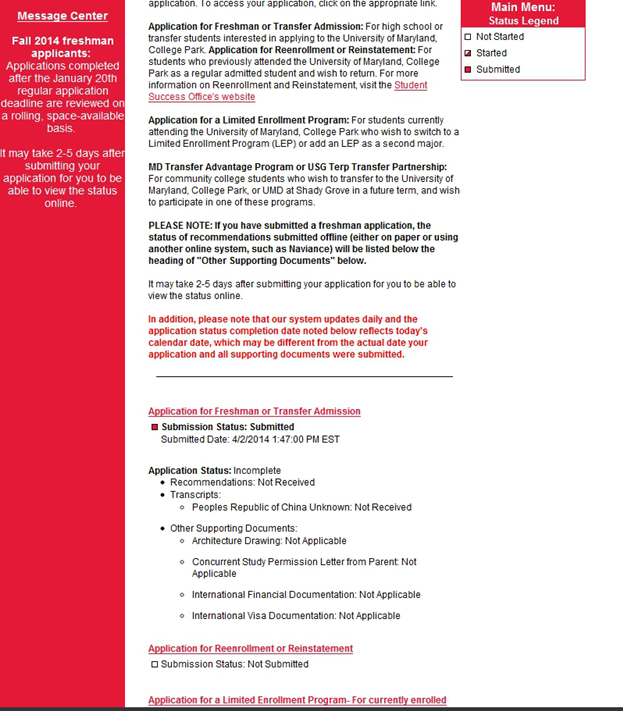 Message Center
Fall 2014 freshman
applicants:
Applications completed
after the January 20th
regular application
deadline are reviewed on
a rolling, space-available
basis.
It may take 2-5 days after
submitting your
application for you to be
able to view the status
online.
application. To access your application, click on the appropriate link.
Application for Freshman or Transfer Admission: For high school or
transfer students interested in applying to the University of Maryland,
College Park. Application for Reenrollment or Reinstatement: For
students who previously attended the University of Maryland, College
Park as a regular admitted student and wish to return. For more
information on Reenrollment and Reinstatement, visit the Student
Success Office's website
Application for a Limited Enrollment Program: For students currently
attending the University of Maryland, College Park who wish to switch to a
Limited Enrollment Program (LEP) or add an LEP as a second major.
MD Transfer Advantage Program or USG Terp Transfer Partnership:
For community college students who wish to transfer to the University of
Maryland, College Park, or UMD at Shady Grove in a future term, and wish
to participate in one of these programs.
PLEASE NOTE: If you have submitted a freshman application, the
status of recommendations submitted offline (either on paper or using
another online system, such as Naviance) will be listed below the
heading of "Other Supporting Documents" below.
It may take 2-5 days after submitting your application for you to be able to
view the status online.
In addition, please note that our system updates daily and the
application status completion date noted below reflects today's
calendar date, which may be different from the actual date your
application and all supporting documents were submitted.
Application for Freshman or Transfer Admission
Submission Status: Submitted
Submitted Date: 4/2/2014 1:47:00 PM EST
Application Status: Incomplete
Recommendations: Not Received
Transcripts:
Peoples Republic of China Unknown: Not Received
Other Supporting Documents:
Architecture Drawing: Not Applicable
Concurrent Study Permission Letter from Parent: Not
Applicable
International Financial Documentation: Not Applicable
International Visa Documentation: Not Applicable
Application for Reenrollment or Reinstatement
Submission Status: Not Submitted
Application for a Limited Enrollment Program- For currently enrolled
Main Menu:
Status Legend
Not Started
Started
Submitted